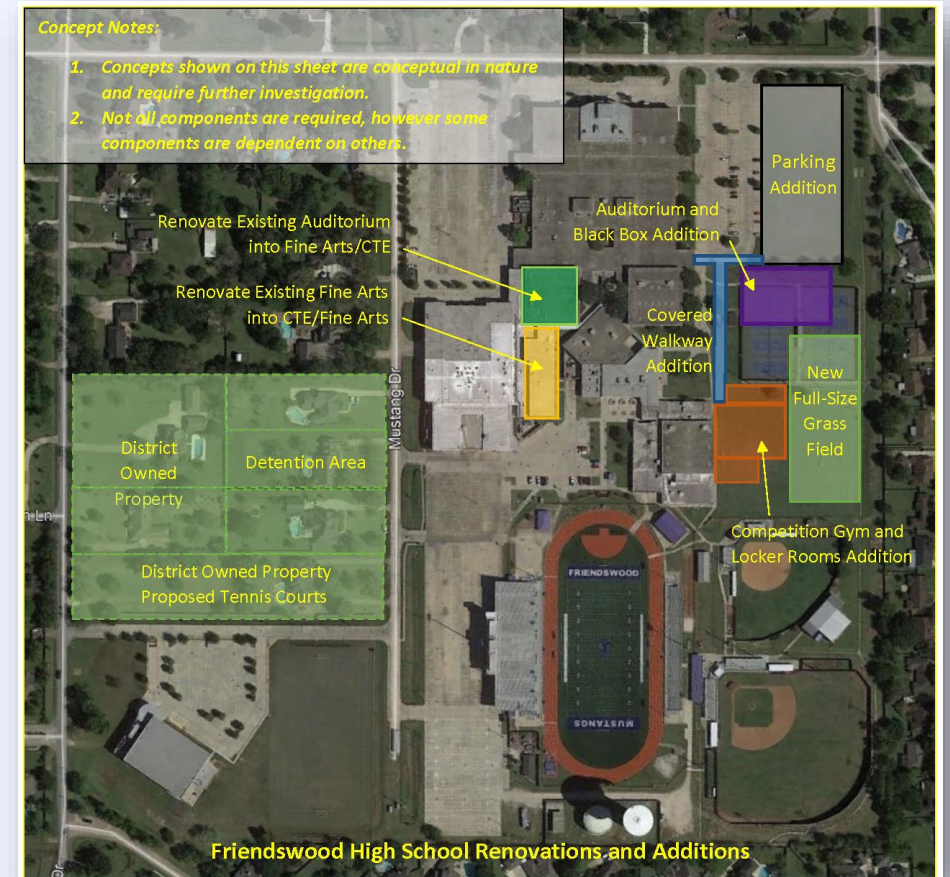 Concept Notes:
1. Concepts shown on this sheet are conceptual in nature
and require further investigation.
2. Not all components are required, however some
components are dependent on others.
Parking
Addition
Auditorium and
Black Box Addition
Renovate Existing Auditorium
into Fine Arts/CTE
Renovate Existing Fine Arts
into CTE/Fine Arts
Covered
Walkway
Addition
New
Full-Size
Grass
Field
Mustang Dr
District
Owned
Property
Detention Area
Ln
Competition Gym and
Locker Rooms Addition
District Owned Property
Proposed Tennis Courts
FRIENDSWOOD
MUSTANGS
Dr
Friendswood High School Renovations and Additions